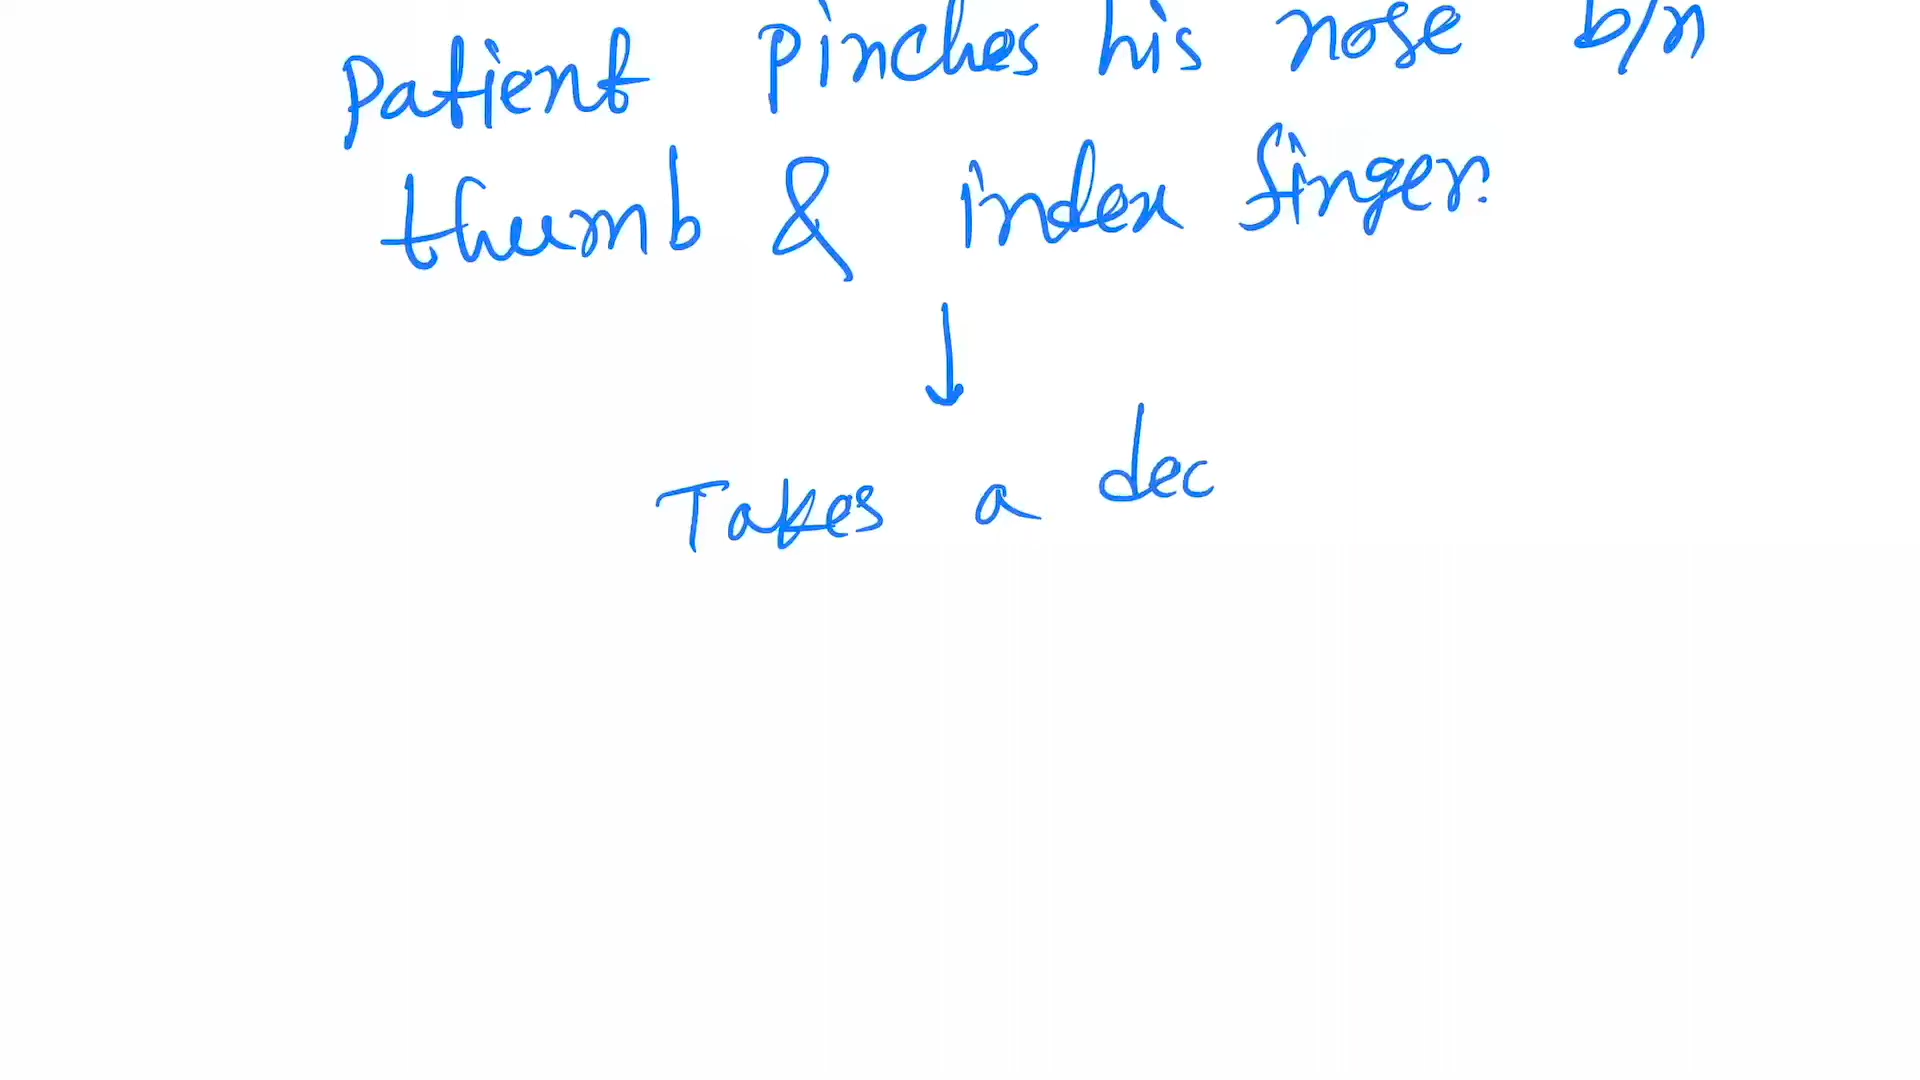 Patient pinches his nose b/n
thumb & index finger.
↓
Takes a dec